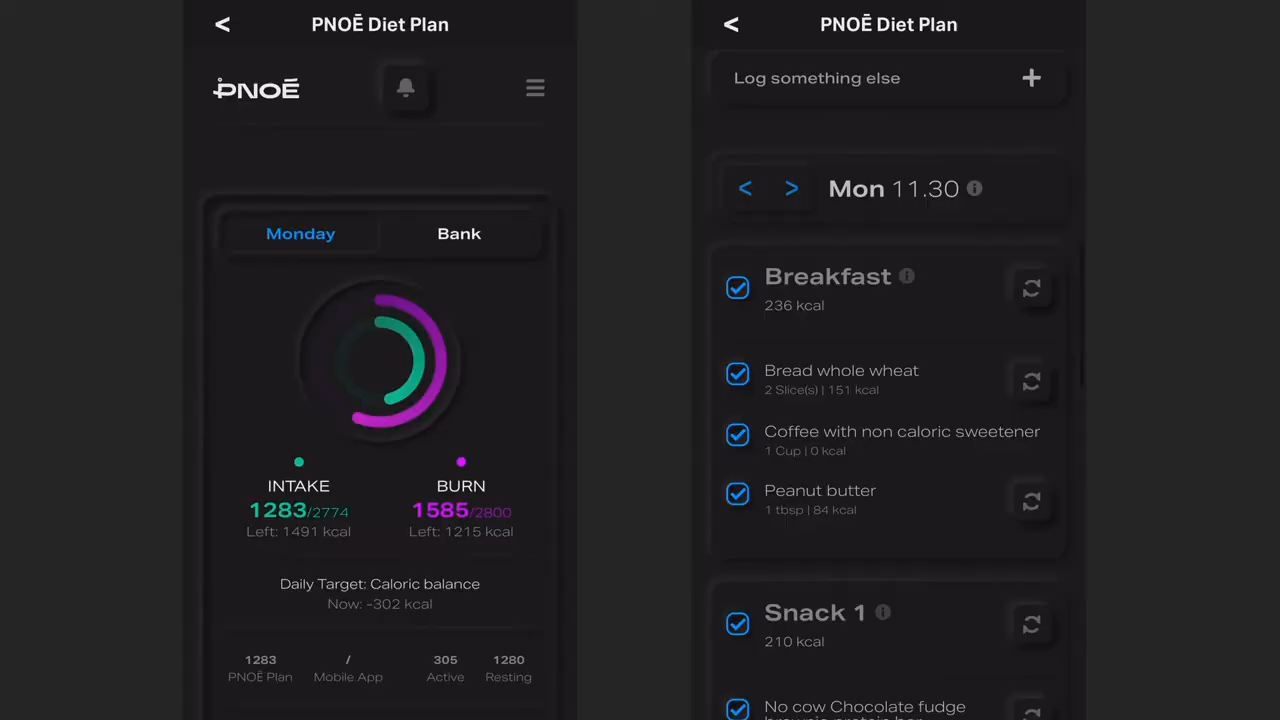 < PNOĒ Diet Plan
PNOĒ
Monday Bank
INTAKE BURN
1283/2774 1585/2800
Left: 1491 kcal Left: 1215 kcal
Daily Target: Caloric balance
Now: -302 kcal
1283 / 305 1280
PNOĒ Plan Mobile App Active Resting
< PNOĒ Diet Plan
Log something else +
< > Mon 11.30
Breakfast
236 kcal
Bread whole wheat
2 Slice(s) | 151 kcal
Coffee with non caloric sweetener
1 Cup | 0 kcal
Peanut butter
1 tbsp | 84 kcal
Snack 1
210 kcal
No cow Chocolate fudge
brownie protein bar